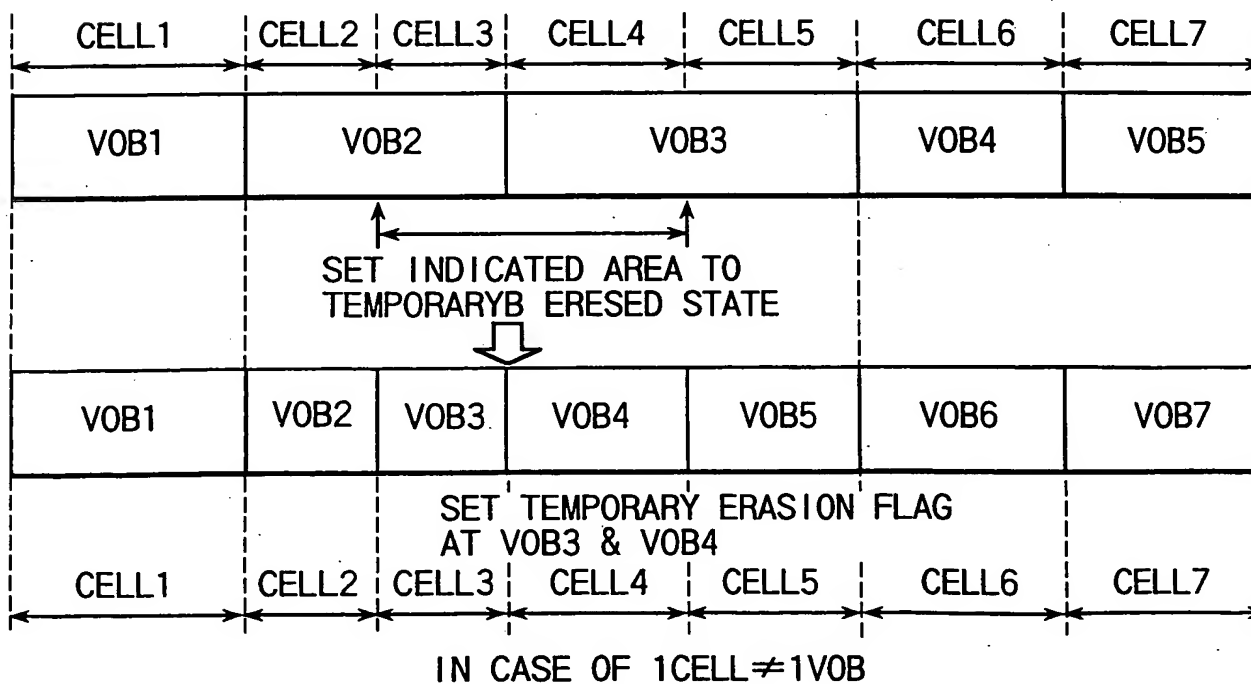 CELL1 CELL2 CELL3 CELL4 CELL5 CELL6 CELL7
VOB1 VOB2 VOB3 VOB4 VOB5
SET INDICATED AREA TO
TEMPORARYB ERESED STATE
VOB1 VOB2 VOB3 VOB4 VOB5 VOB6 VOB7
SET TEMPORARY ERASION FLAG
AT VOB3 & VOB4
CELL1 CELL2 CELL3 CELL4 CELL5 CELL6 CELL7
IN CASE OF 1CELL≠1VOB